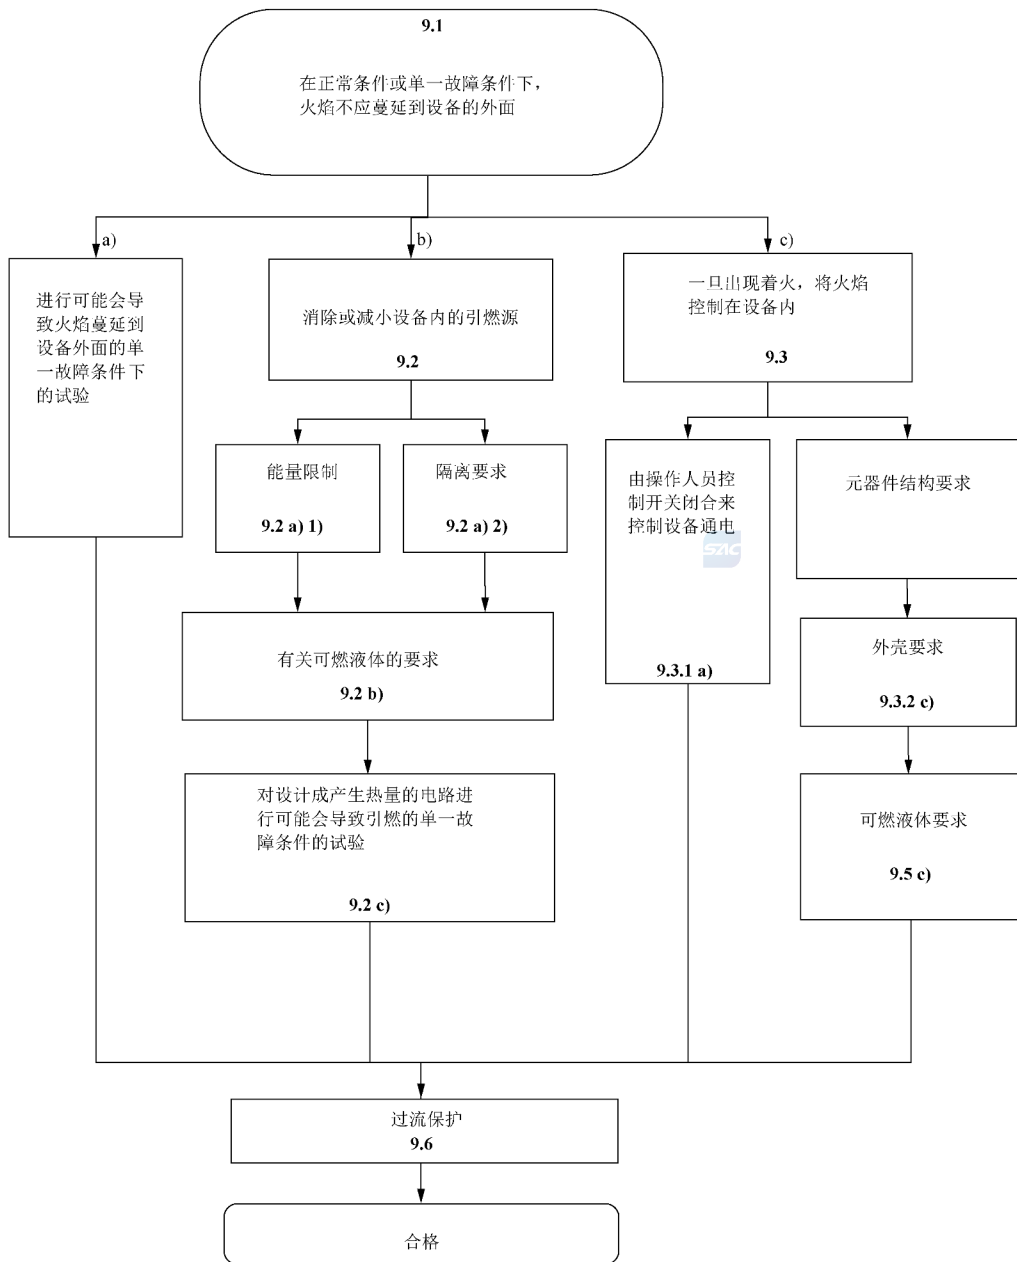 9.1
在正常条件或单一故障条件下，
火焰不应蔓延到设备的外面
a)
b)
c)
进行可能会导
致火焰蔓延到
设备外面的单
一故障条件下
的试验
消除或减小设备内的引燃源
9.2
一旦出现着火，将火焰
控制在设备内
9.3
能量限制
9.2 a) 1)
隔离要求
9.2 a) 2)
由操作人员控
制开关闭合来
控制设备通电
SAC
9.3.1 a)
元器件结构要求
有关可燃液体的要求
9.2 b)
外壳要求
9.3.2 c)
对设计成产生热量的电路进
行可能会导致引燃的单一故
障条件的试验
9.2 c)
可燃液体要求
9.5 c)
过流保护
9.6
合格